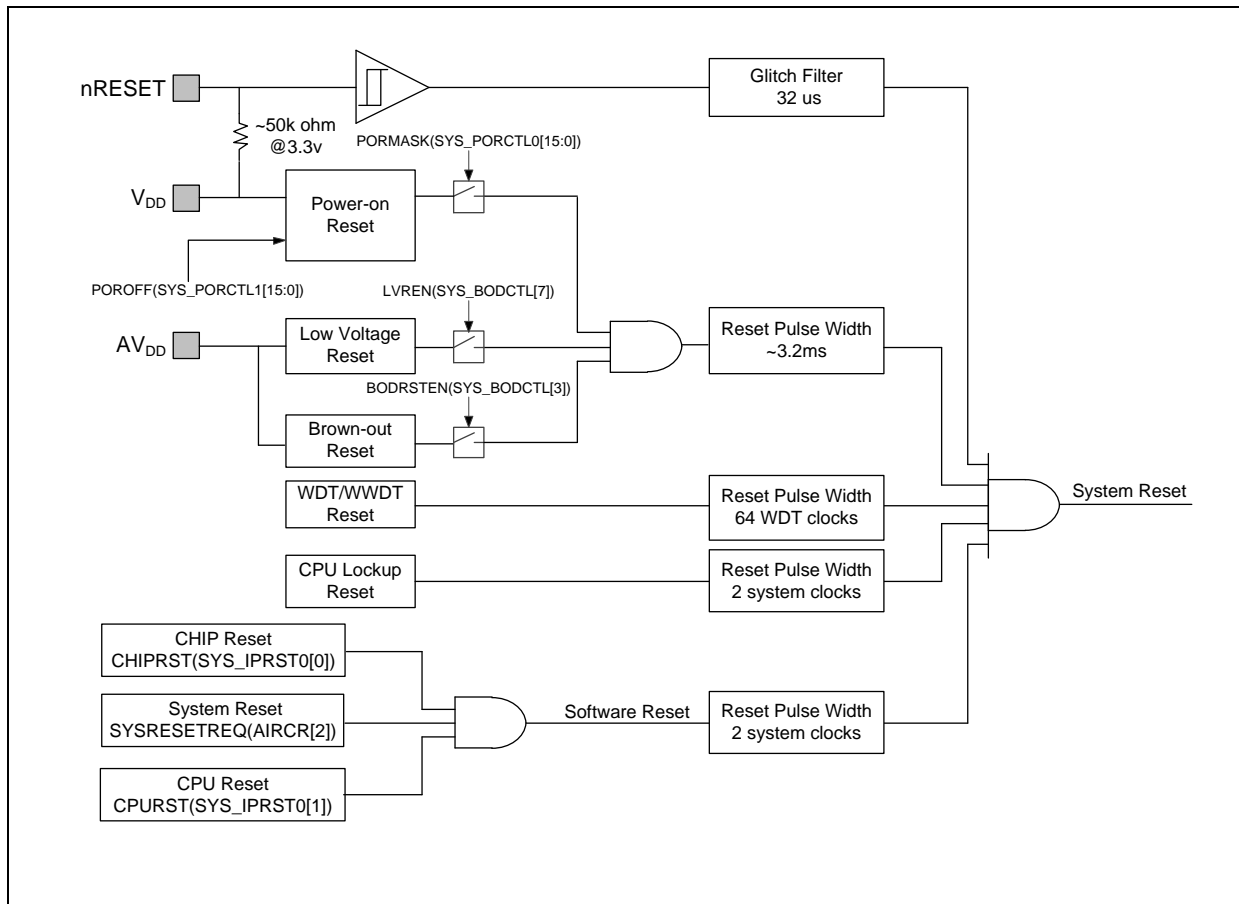 nRESET
~50k ohm
@3.3v
Glitch Filter
32 us
PORMASK(SYS_PORCTL0[15:0])
VDD
Power-on
Reset
POROFF(SYS_PORCTL1[15:0])
LVREN(SYS_BODCTL[7])
AVDD
Low Voltage
Reset
Reset Pulse Width
~3.2ms
BODRSTEN(SYS_BODCTL[3])
Brown-out
Reset
WDT/WWDT
Reset
Reset Pulse Width
64 WDT clocks
System Reset
CPU Lockup
Reset
Reset Pulse Width
2 system clocks
CHIP Reset
CHIPRST(SYS_IPRST0[0])
System Reset
SYSRESETREQ(AIRCR[2])
Software Reset
Reset Pulse Width
2 system clocks
CPU Reset
CPURST(SYS_IPRST0[1])